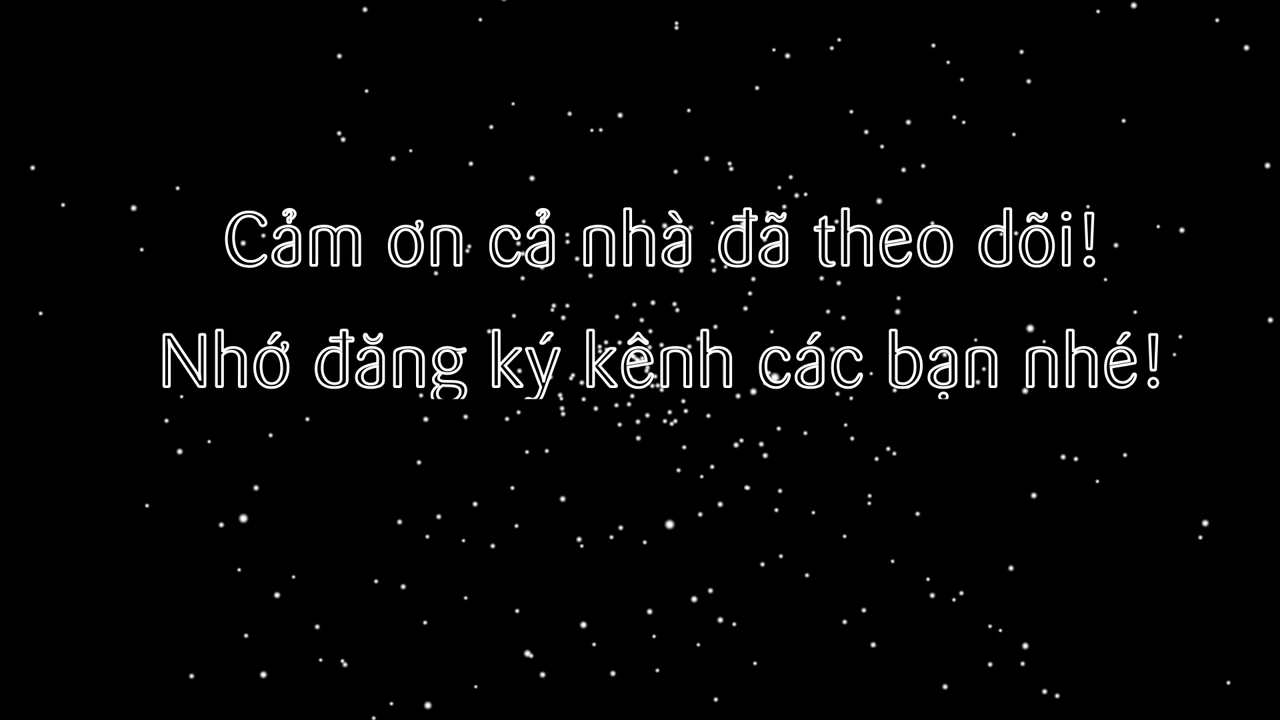 Cảm ơn cả nhà đã theo dõi!
Nhớ đăng ký kênh các bạn nhé!